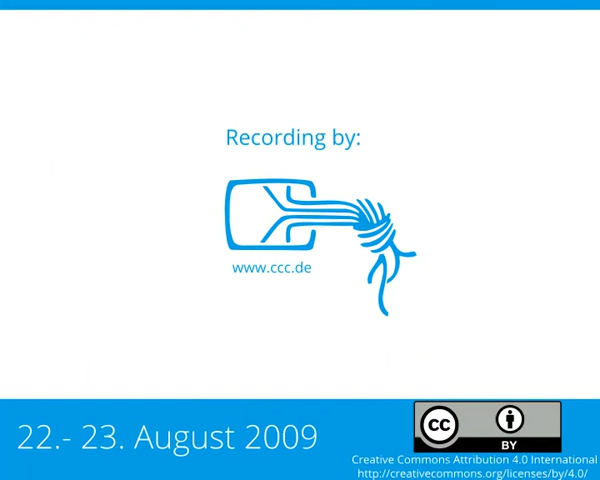 Recording by:
www.ccc.de
22.- 23. August 2009
CC
BY
Creative Commons Attribution 4.0 International
http://creativecommons.org/licenses/by/4.0/